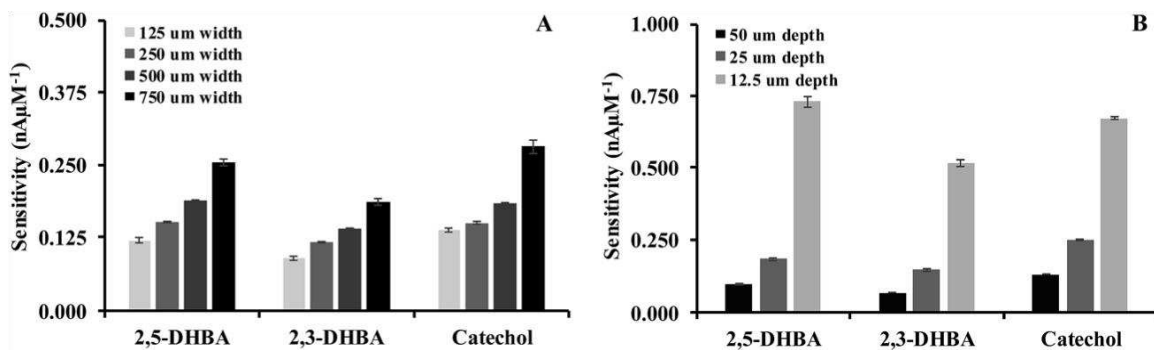 A
Sensitivity (nAµM⁻¹)
0.500
0.375
0.250
0.125
0.000
125 um width
250 um width
500 um width
750 um width
2,5-DHBA
2,3-DHBA
Catechol
B
Sensitivity (nAµM⁻¹)
1.000
0.750
0.500
0.250
0.000
50 um depth
25 um depth
12.5 um depth
2,5-DHBA
2,3-DHBA
Catechol